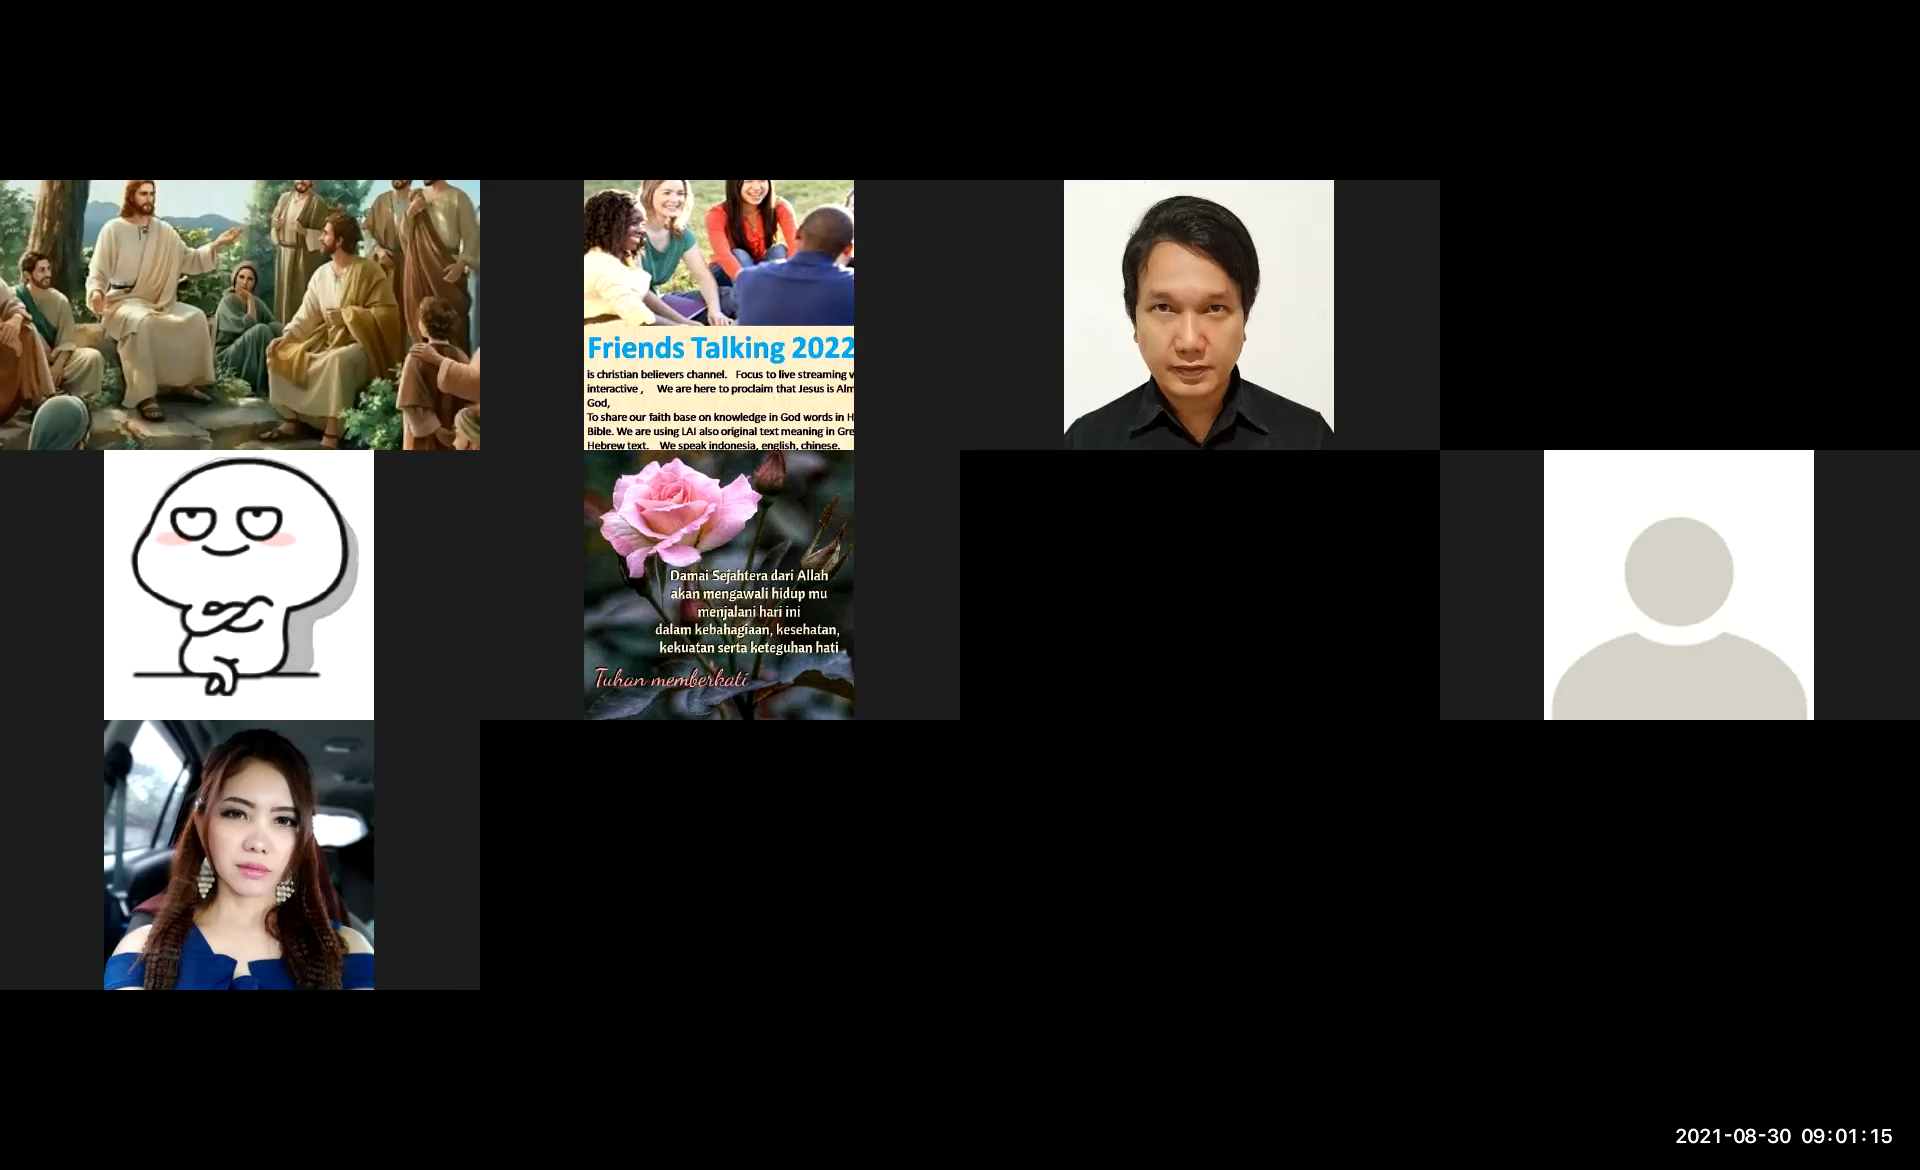 Friends Talking 2022
is christian believers channel. Focus to live streaming
interactive , We are here to proclaim that Jesus is
God,
To share our faith base on knowledge in God words in
Bible. We are using LAI also original text meaning in
Hebrew text. We speak indonesia, english, chinese.
Damai Sejahtera dari Allah
akan mengawali hidup mu
menjalani hari ini
dalam kebahagiaan, kesehatan,
kekuatan serta keteguhan hati
Tuhan memberkati
2021-08-30 09:01:15